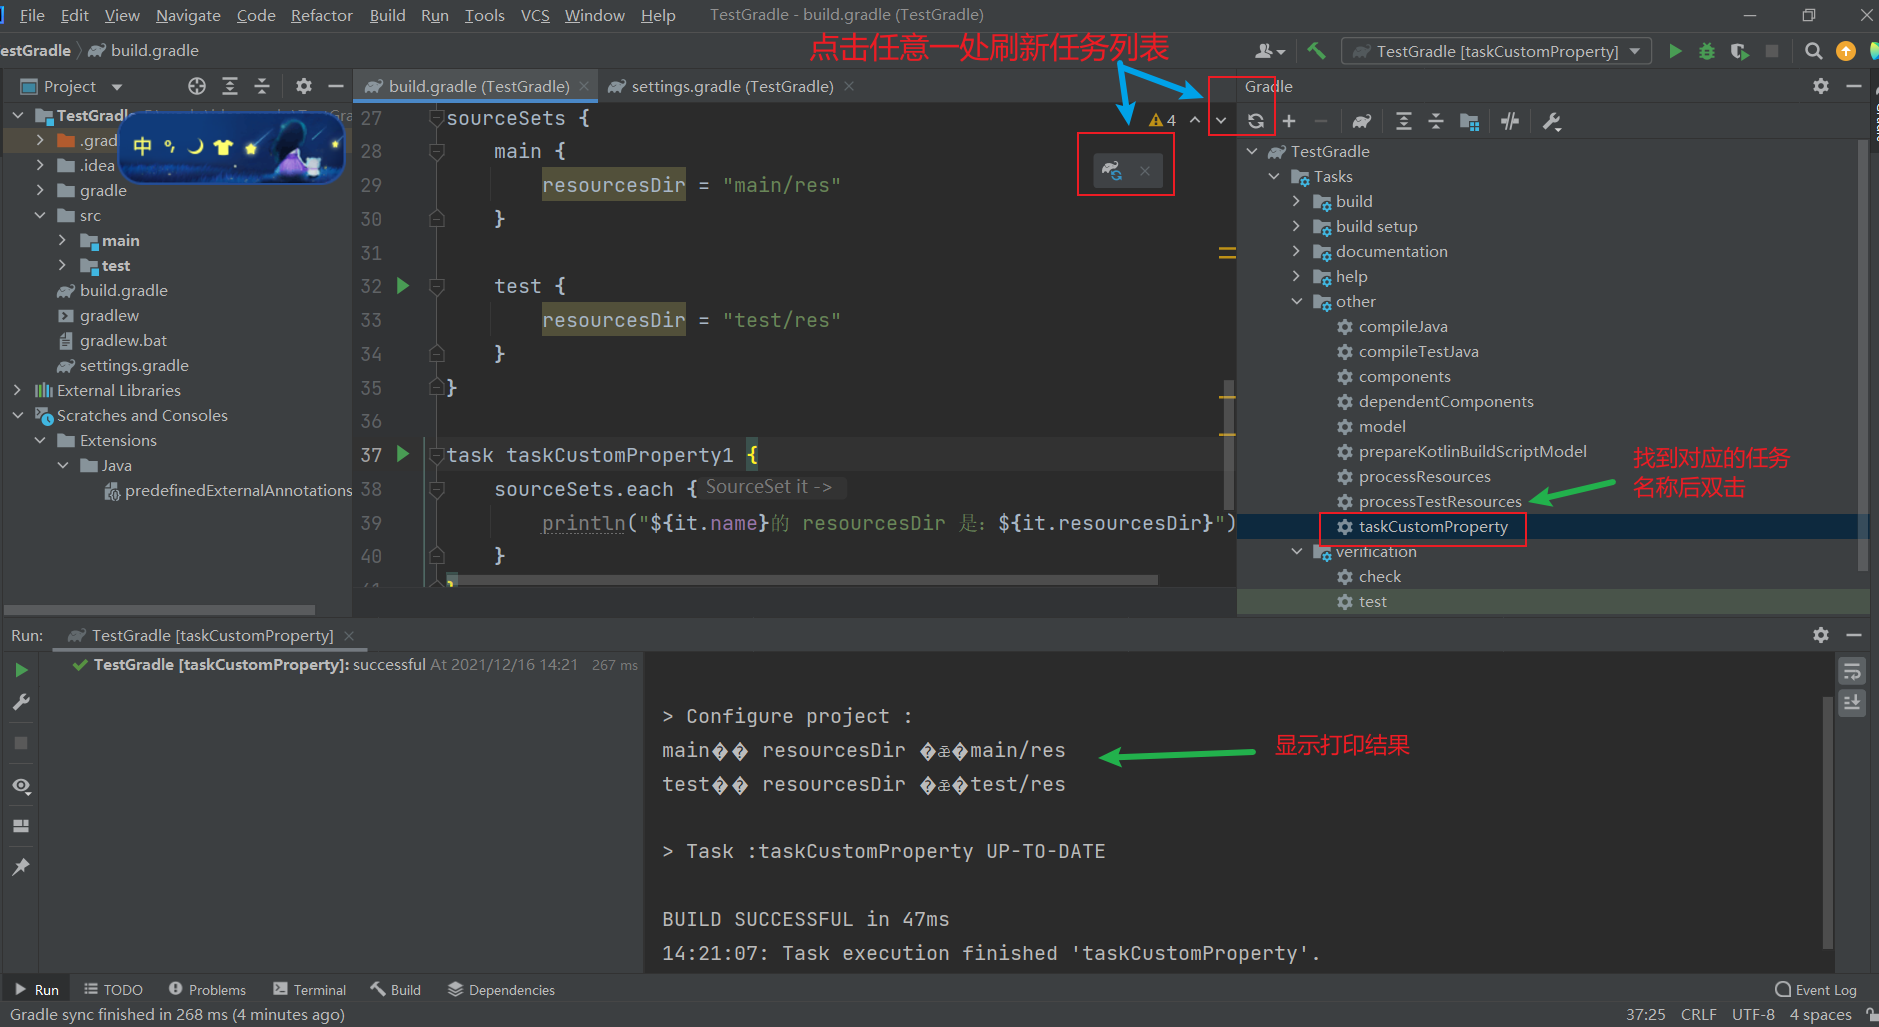 File Edit View Navigate Code Refactor Build Run Tools VCS Window Help TestGradle - build.gradle (TestGradle)
estGradle build.gradle
点击任意一处刷新任务列表
TestGradle [taskCustomProperty]
Project
build.gradle (TestGradle)
settings.gradle (TestGradle)
Gradle
TestGradle
.grad
中
.idea
gradle
src
main
test
build.gradle
gradlew
gradlew.bat
settings.gradle
External Libraries
Scratches and Consoles
Extensions
Java
predefinedExternalAnnotations
4
27 sourceSets {
28 main {
29 resourcesDir = "main/res"
30 }
31
32 test {
33 resourcesDir = "test/res"
34 }
35 }
36
37 task taskCustomProperty1 {
38 sourceSets.each { SourceSet it ->
39 println("${it.name}的 resourcesDir 是: ${it.resourcesDir}")
40 }
}
TestGradle
Tasks
build
build setup
documentation
help
other
compileJava
compileTestJava
components
dependentComponents
model
prepareKotlinBuildScriptModel
processResources
processTestResources
taskCustomProperty
verification
check
test
找到对应的任务
名称后双击
Run: TestGradle [taskCustomProperty]
TestGradle [taskCustomProperty]: successful At 2021/12/16 14:21 267 ms
> Configure project :
main�� resourcesDir �ǣ�main/res
test�� resourcesDir �ǣ�test/res
显示打印结果
> Task :taskCustomProperty UP-TO-DATE
BUILD SUCCESSFUL in 47ms
14:21:07: Task execution finished 'taskCustomProperty'.
Run TODO Problems Terminal Build Dependencies Event Log
Gradle sync finished in 268 ms (4 minutes ago) 37:25 CRLF UTF-8 4 spaces